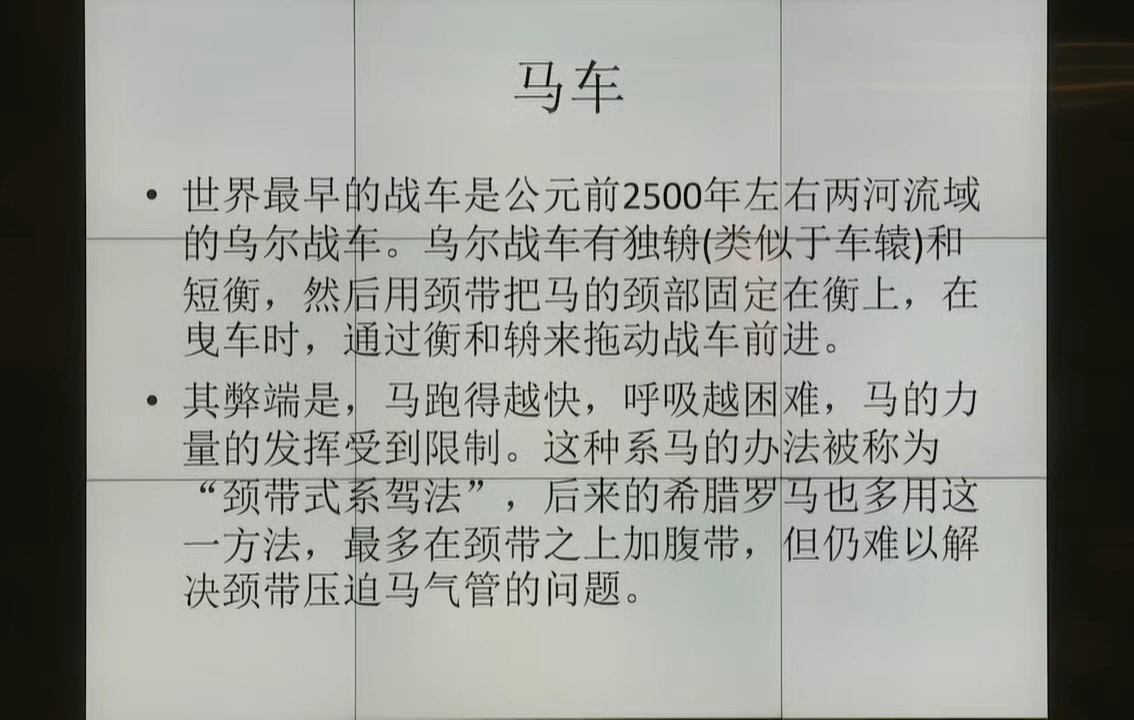 马车
• 世界最早的战车是公元前2500年左右两河流域
的乌尔战车。乌尔战车有独辀(类似于车辕)和
短衡，然后用颈带把马的颈部固定在衡上，在
曳车时，通过衡和辀来拖动战车前进。
• 其弊端是，马跑得越快，呼吸越困难，马的力
量的发挥受到限制。这种系马的办法被称为
“颈带式系驾法”，后来的希腊罗马也多用这
一方法，最多在颈带之上加腹带，但仍难以解
决颈带压迫马气管的问题。